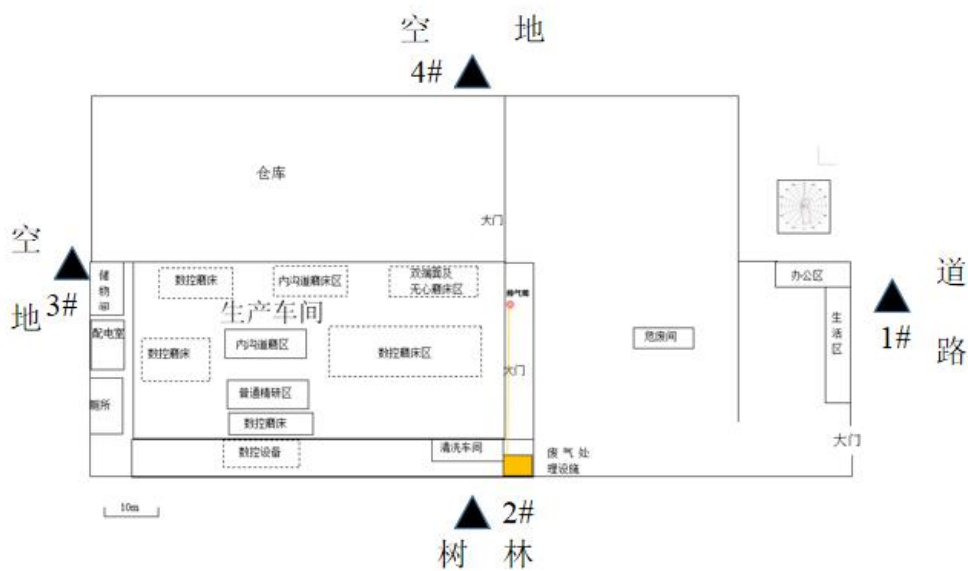 空 地
4#
仓库
大门
空
地
3#
储物间
数控磨床
内沟道磨床区
双端面及
无心磨床区
排气筒
办公区
道
路
1#
生产车间
配电室
数控磨床
内沟道磨区
数控磨床区
大门
危废间
生活区
普通精研区
厕所
数控磨床
大门
数控设备
清洗车间
废气处
理设施
10m
2#
树 林